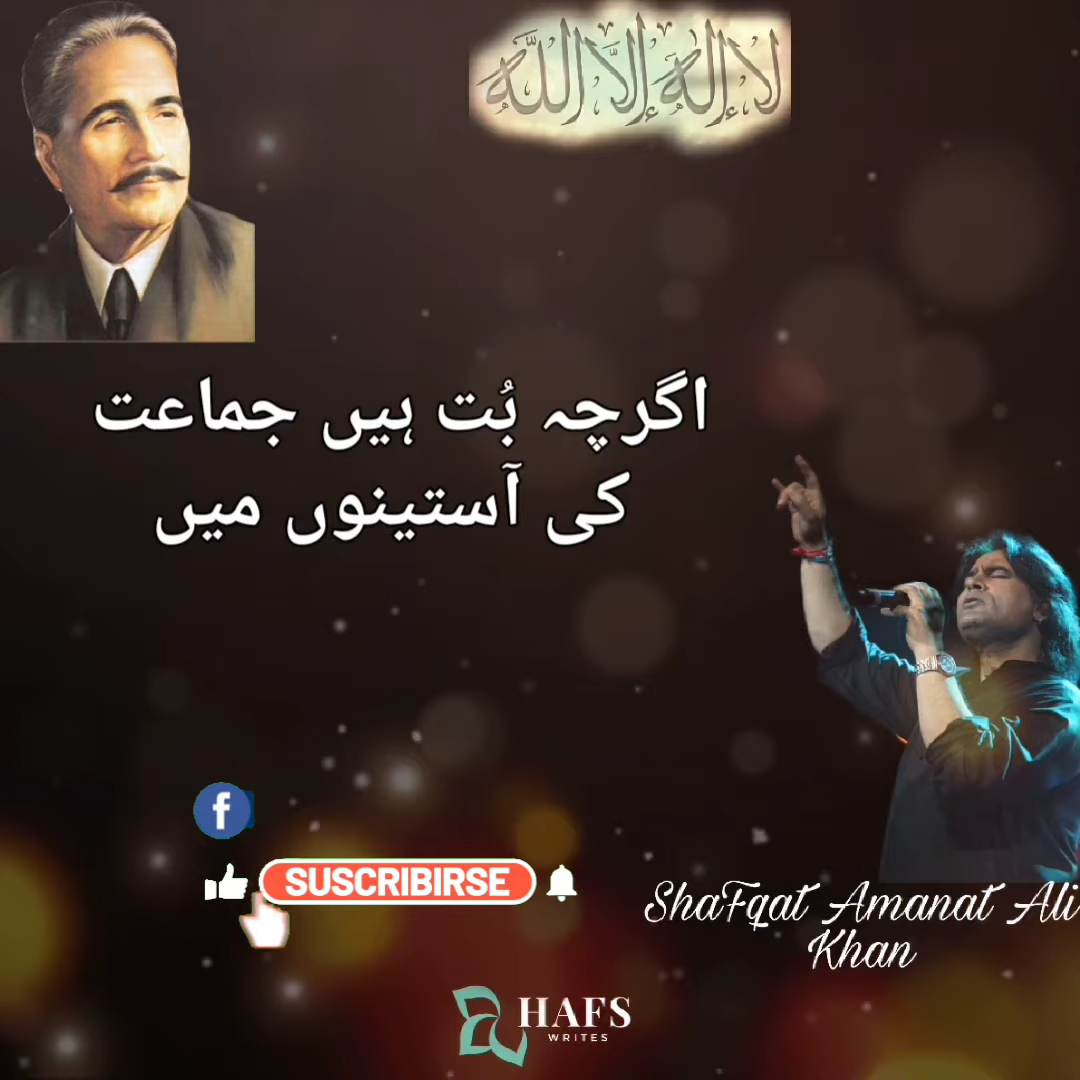 لا إله إلا الله
اگرچہ بُت ہیں جماعت
کی آستینوں میں
f
SUSCRIBIRSE
ShaFqat Amanat Ali
Khan
HAFS
WRITES